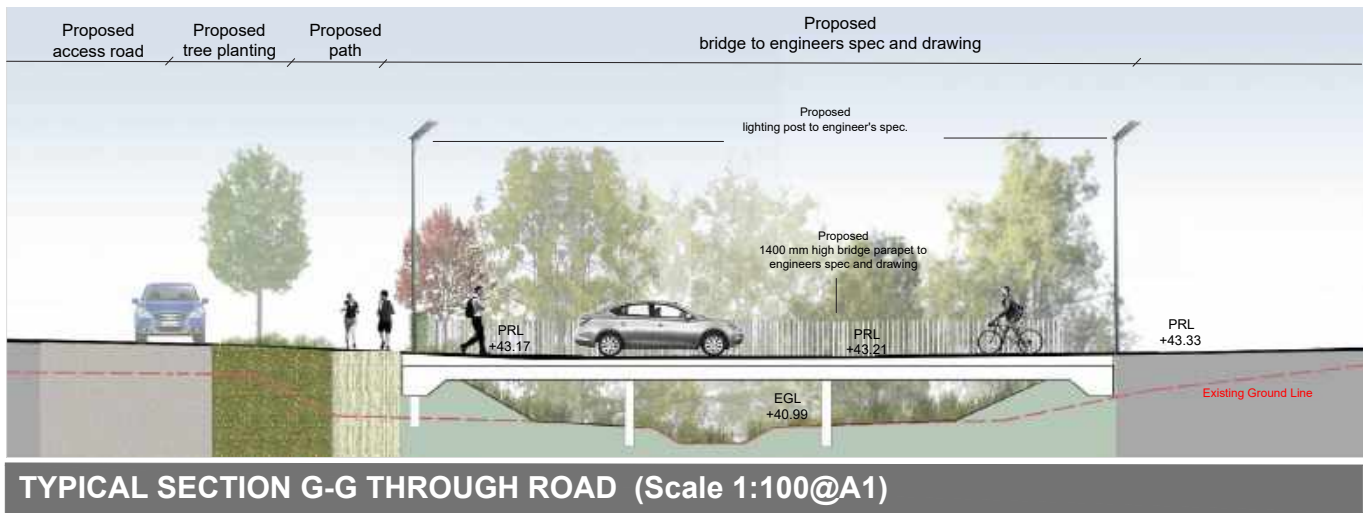 Proposed
access road
Proposed
tree planting
Proposed
path
Proposed
bridge to engineers spec and drawing
Proposed
lighting post to engineer's spec.
Proposed
1400 mm high bridge parapet to
engineers spec and drawing
PRL
+43.17
PRL
+43.21
PRL
+43.33
EGL
+40.99
Existing Ground Line
TYPICAL SECTION G-G THROUGH ROAD (Scale 1:100@A1)